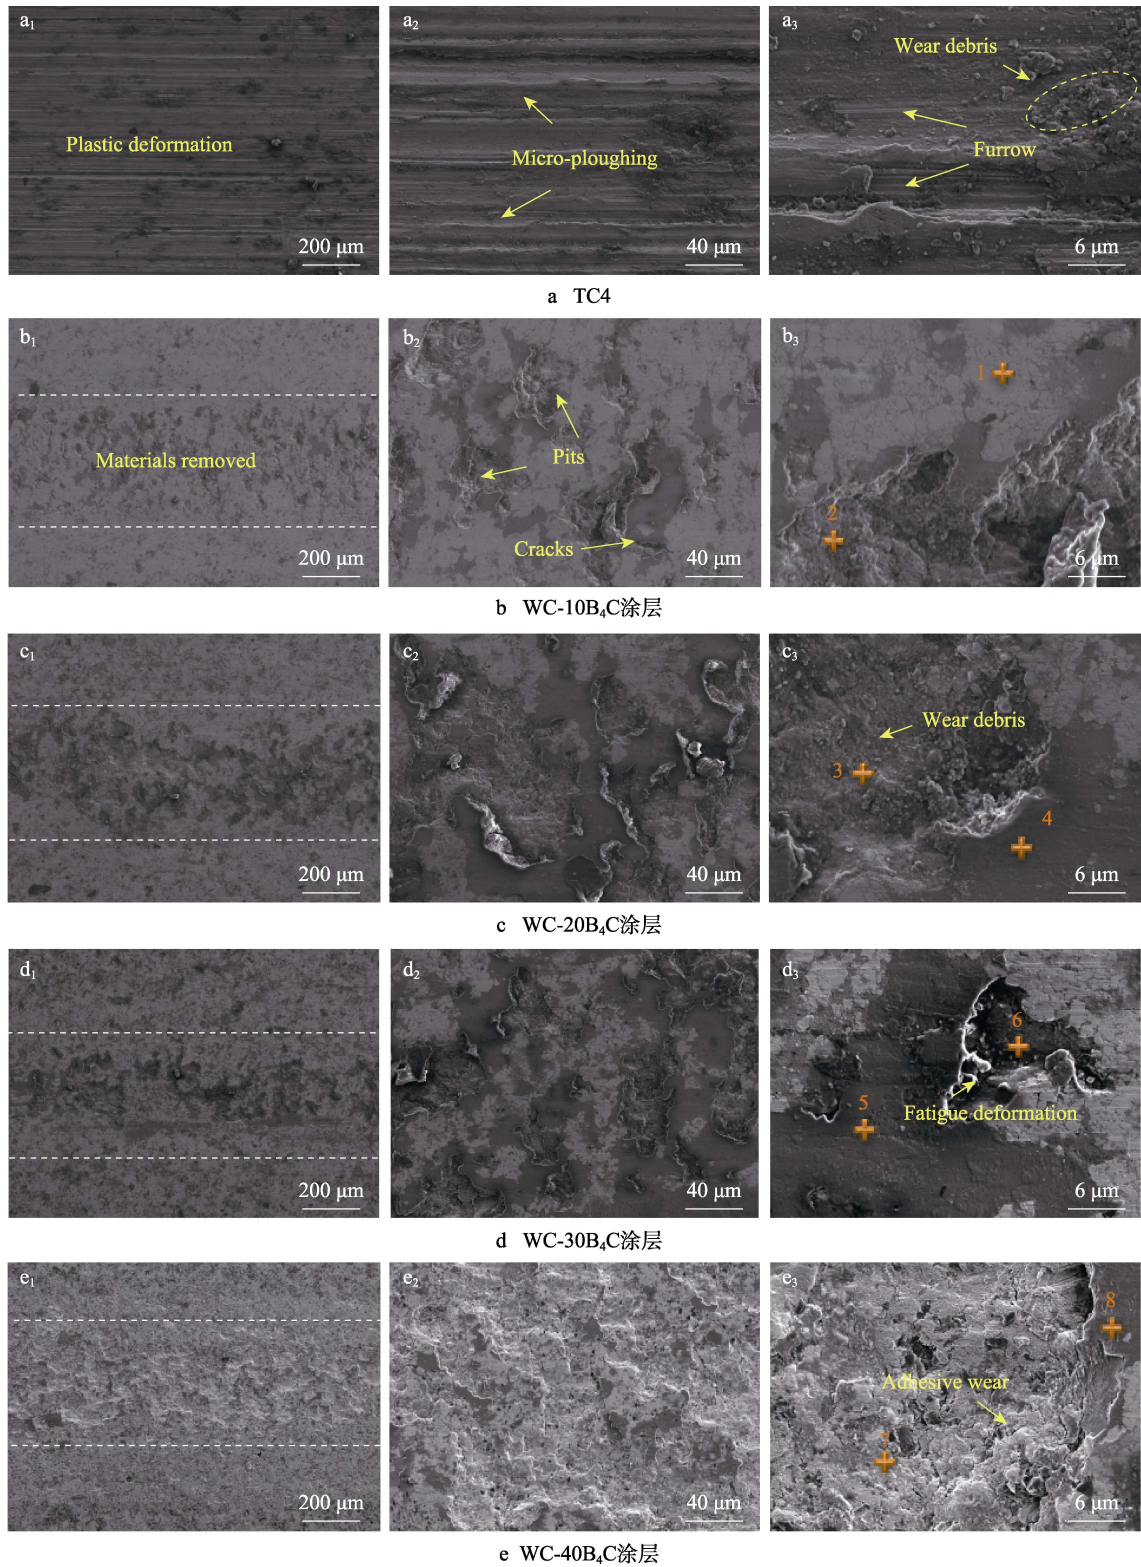 a₁
Plastic deformation
200 μm
a₂
Micro-ploughing
40 μm
a₃
Wear debris
Furrow
6 μm
a TC4
b₁
Materials removed
200 μm
b₂
Pits
Cracks
40 μm
b₃
1
2
6 μm
b WC-10B₄C涂层
c₁
200 μm
c₂
40 μm
c₃
Wear debris
3
4
6 μm
c WC-20B₄C涂层
d₁
200 μm
d₂
40 μm
d₃
6
5
Fatigue deformation
6 μm
d WC-30B₄C涂层
e₁
200 μm
e₂
40 μm
e₃
8
Adhesive wear
7
6 μm
e WC-40B₄C涂层